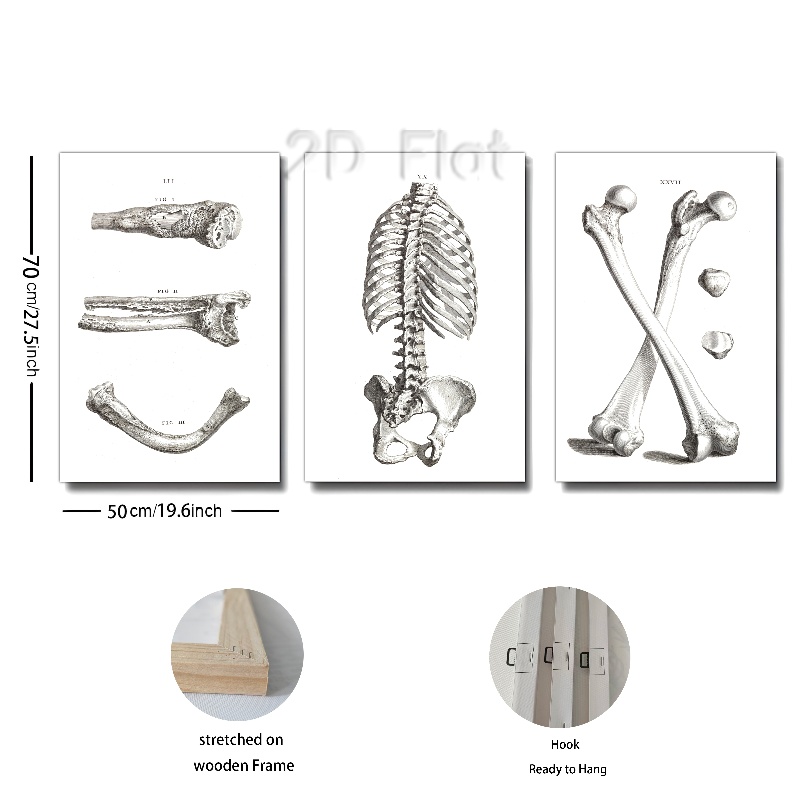 2D Flat
III
FIG I
FIG II
FIG III
XX
XXVII
70 cm/27.5inch
50cm/19.6inch
stretched on
wooden Frame
Hook
Ready to Hang